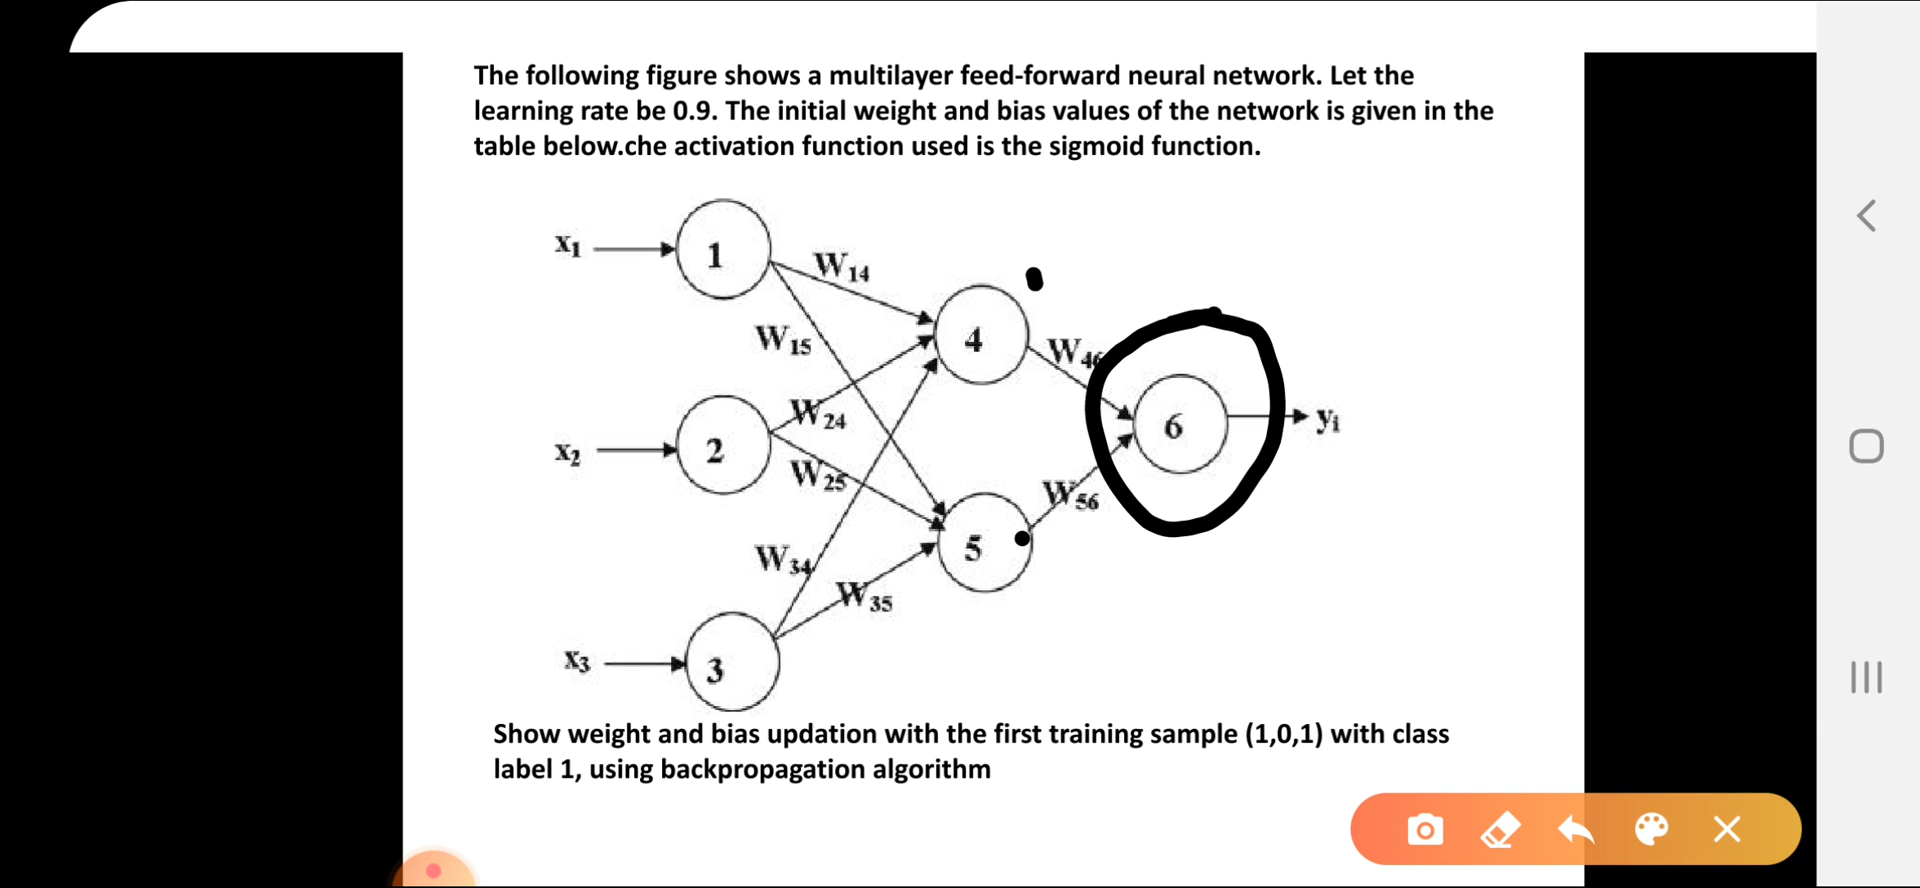 The following figure shows a multilayer feed-forward neural network. Let the
learning rate be 0.9. The initial weight and bias values of the network is given in the
table below.che activation function used is the sigmoid function.
x1
1
W14
W15
4
W46
6
yi
x2
2
W24
W25
W56
5
W34
W35
x3
3
Show weight and bias updation with the first training sample (1,0,1) with class
label 1, using backpropagation algorithm